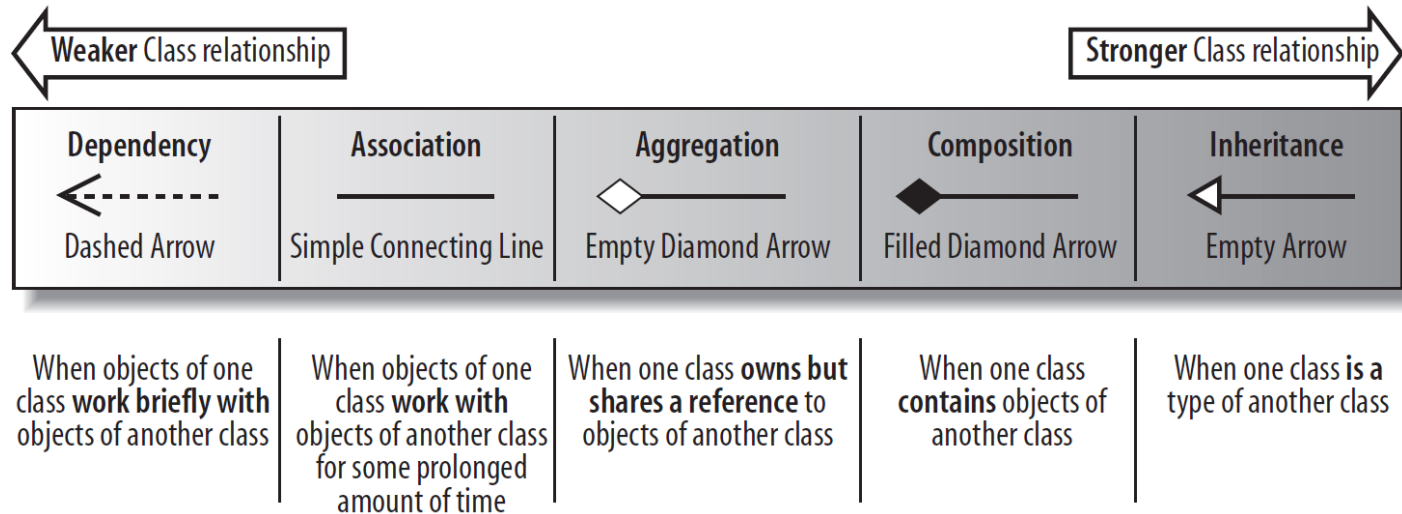 Weaker Class relationship
Stronger Class relationship
Dependency
Dashed Arrow
Association
Simple Connecting Line
Aggregation
Empty Diamond Arrow
Composition
Filled Diamond Arrow
Inheritance
Empty Arrow
When objects of one
class work briefly with
objects of another class
When objects of one
class work with
objects of another class
for some prolonged
amount of time
When one class owns but
shares a reference to
objects of another class
When one class
contains objects of
another class
When one class is a
type of another class